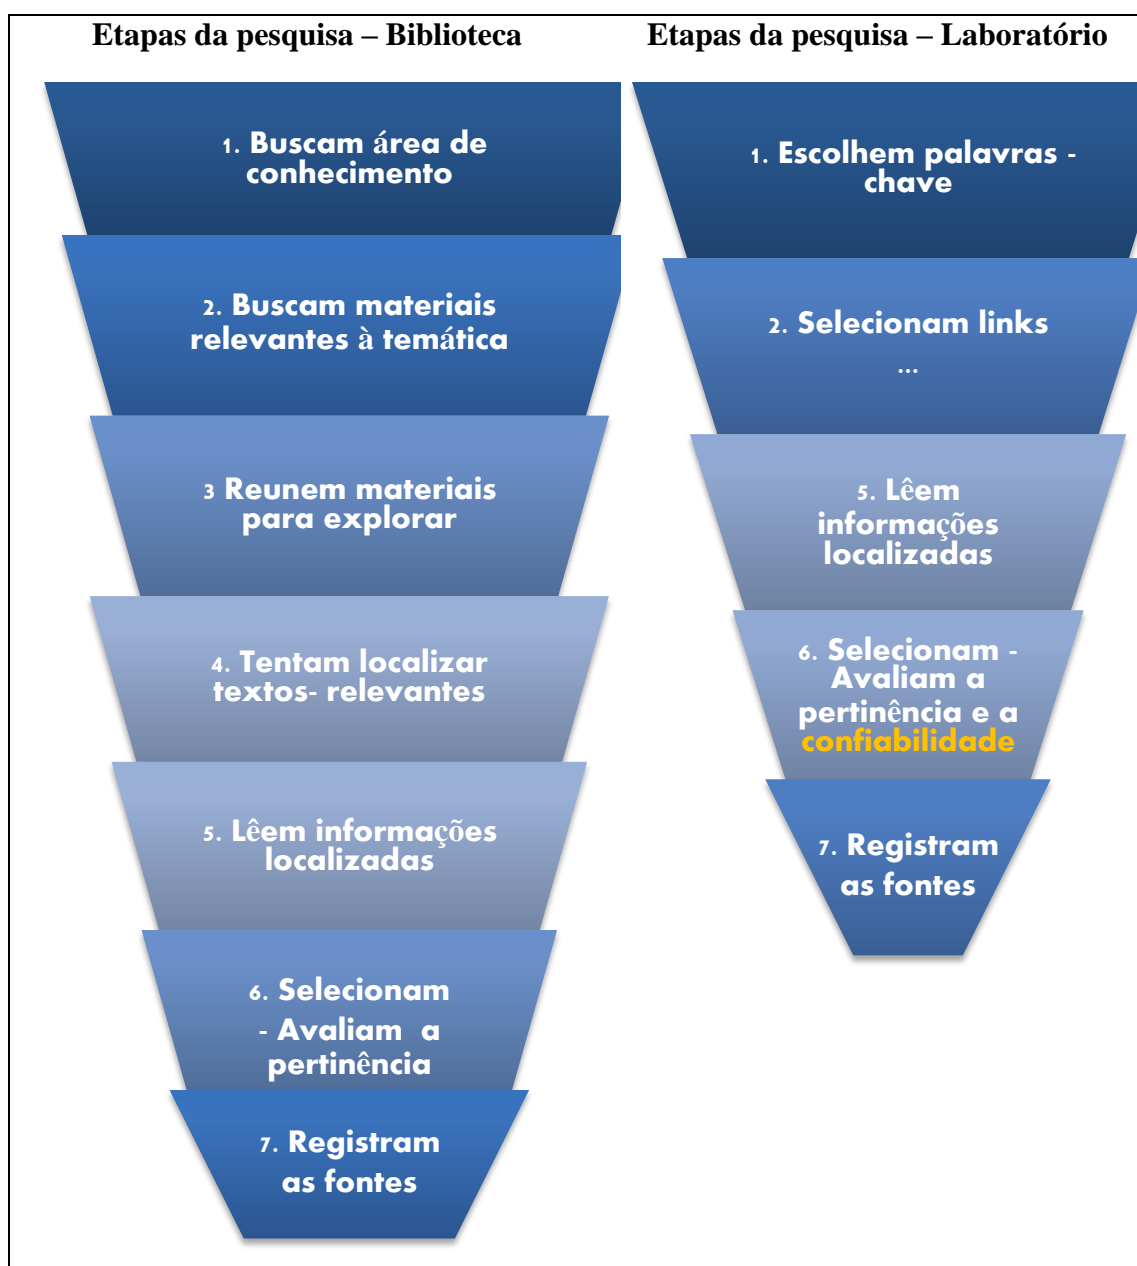 Etapas da pesquisa – Biblioteca
1. Buscam área de
conhecimento
2. Buscam materiais
relevantes à temática
3 Reunem materiais
para explorar
4. Tentam localizar
textos- relevantes
5. Lêem informações
localizadas
6. Selecionam
- Avaliam a
pertinência
7. Registram
as fontes
Etapas da pesquisa – Laboratório
1. Escolhem palavras -
chave
2. Selecionam links
...
5. Lêem
informações
localizadas
6. Selecionam -
Avaliam a
pertinência e a
confiabilidade
7. Registram
as fontes